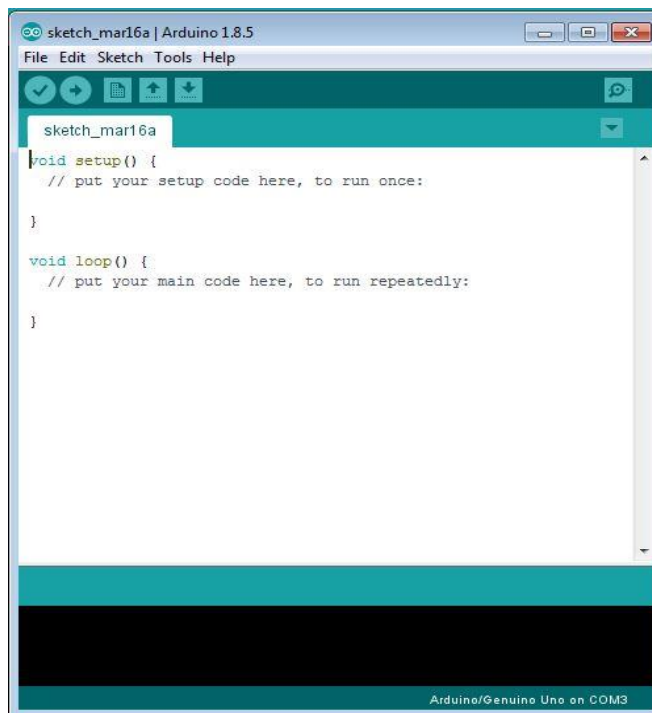 sketch_mar16a | Arduino 1.8.5
File Edit Sketch Tools Help
sketch_mar16a
void setup() {
  // put your setup code here, to run once:
}
void loop() {
  // put your main code here, to run repeatedly:
}
Arduino/Genuino Uno on COM3